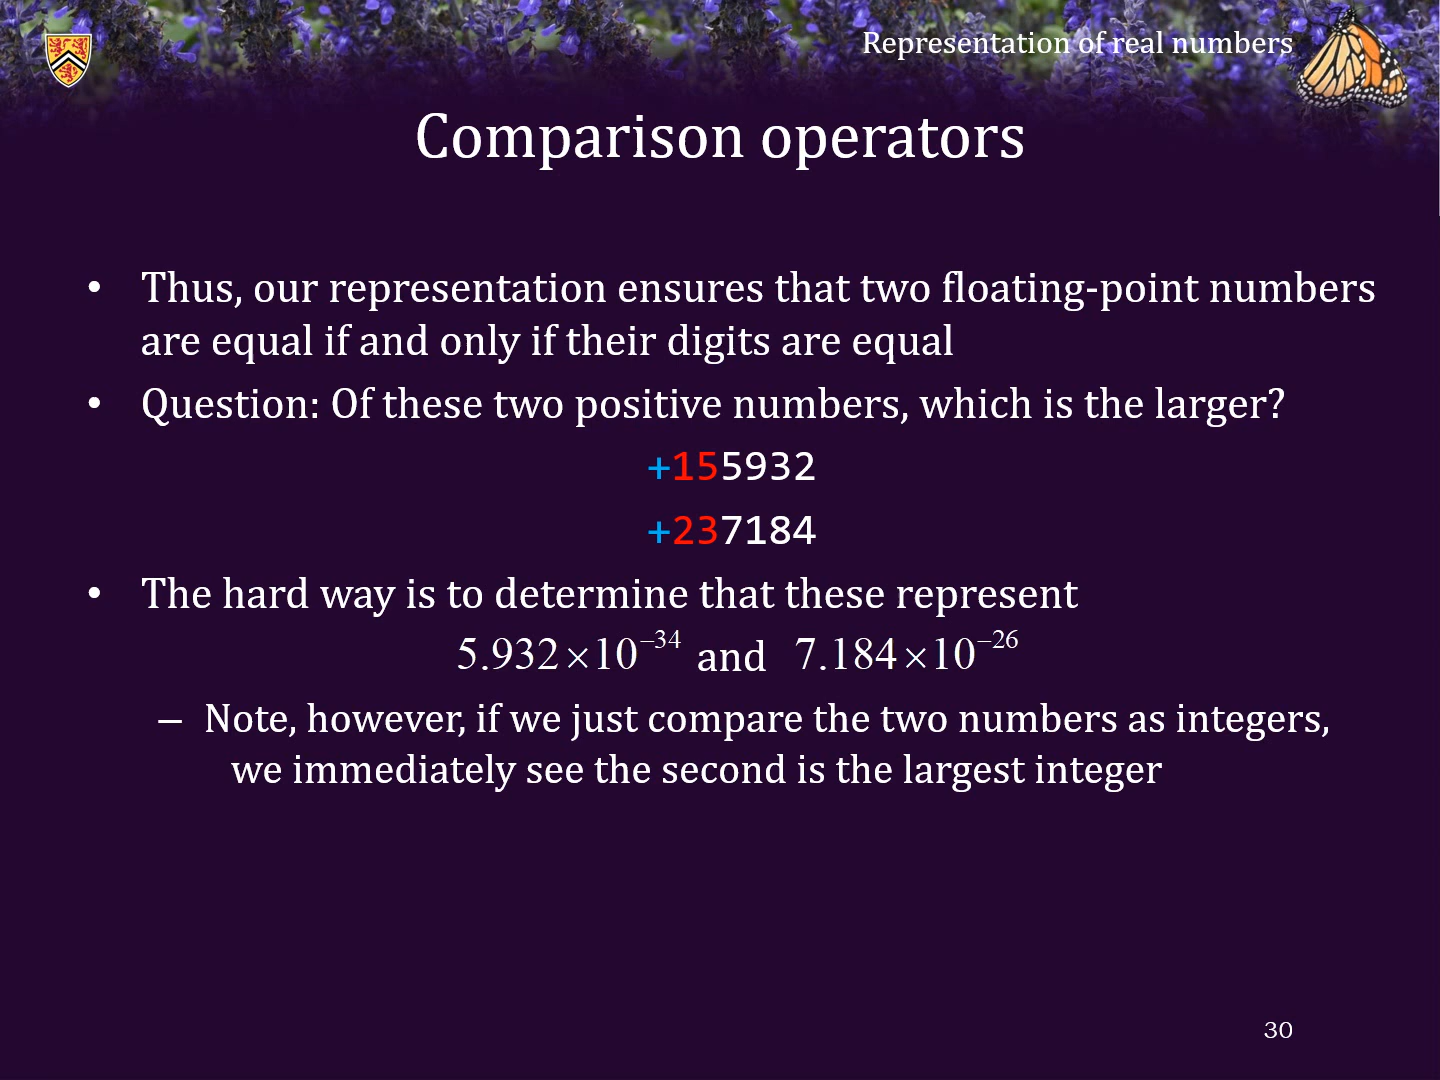 Representation of real numbers
Comparison operators
• Thus, our representation ensures that two floating-point numbers
are equal if and only if their digits are equal
• Question: Of these two positive numbers, which is the larger?
+155932
+237184
• The hard way is to determine that these represent
5.932×10⁻³⁴ and 7.184×10⁻²⁶
– Note, however, if we just compare the two numbers as integers,
we immediately see the second is the largest integer
30